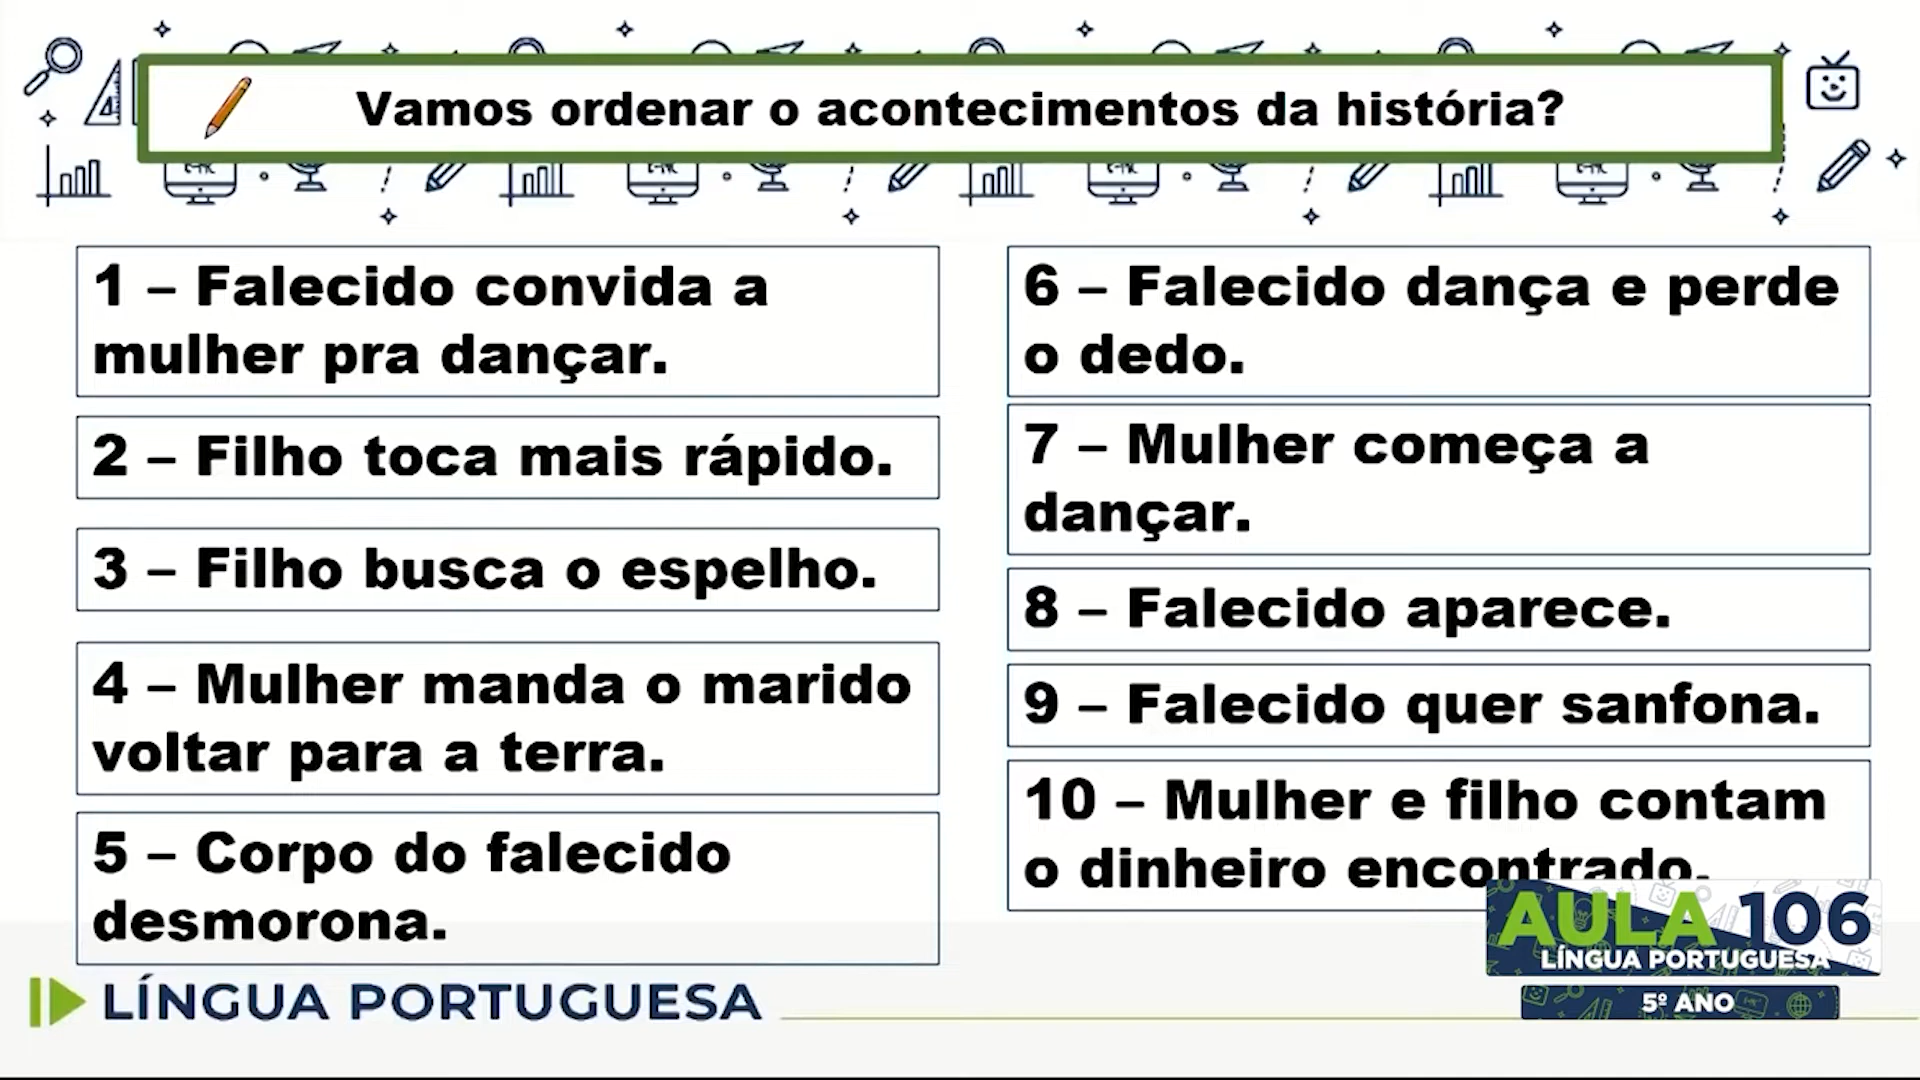 Vamos ordenar o acontecimentos da história?
1 – Falecido convida a
mulher pra dançar.
2 – Filho toca mais rápido.
3 – Filho busca o espelho.
4 – Mulher manda o marido
voltar para a terra.
5 – Corpo do falecido
desmorona.
6 – Falecido dança e perde
o dedo.
7 – Mulher começa a
dançar.
8 – Falecido aparece.
9 – Falecido quer sanfona.
10 – Mulher e filho contam
o dinheiro encontrado.
AULA 106
LÍNGUA PORTUGUESA
5º ANO
LÍNGUA PORTUGUESA